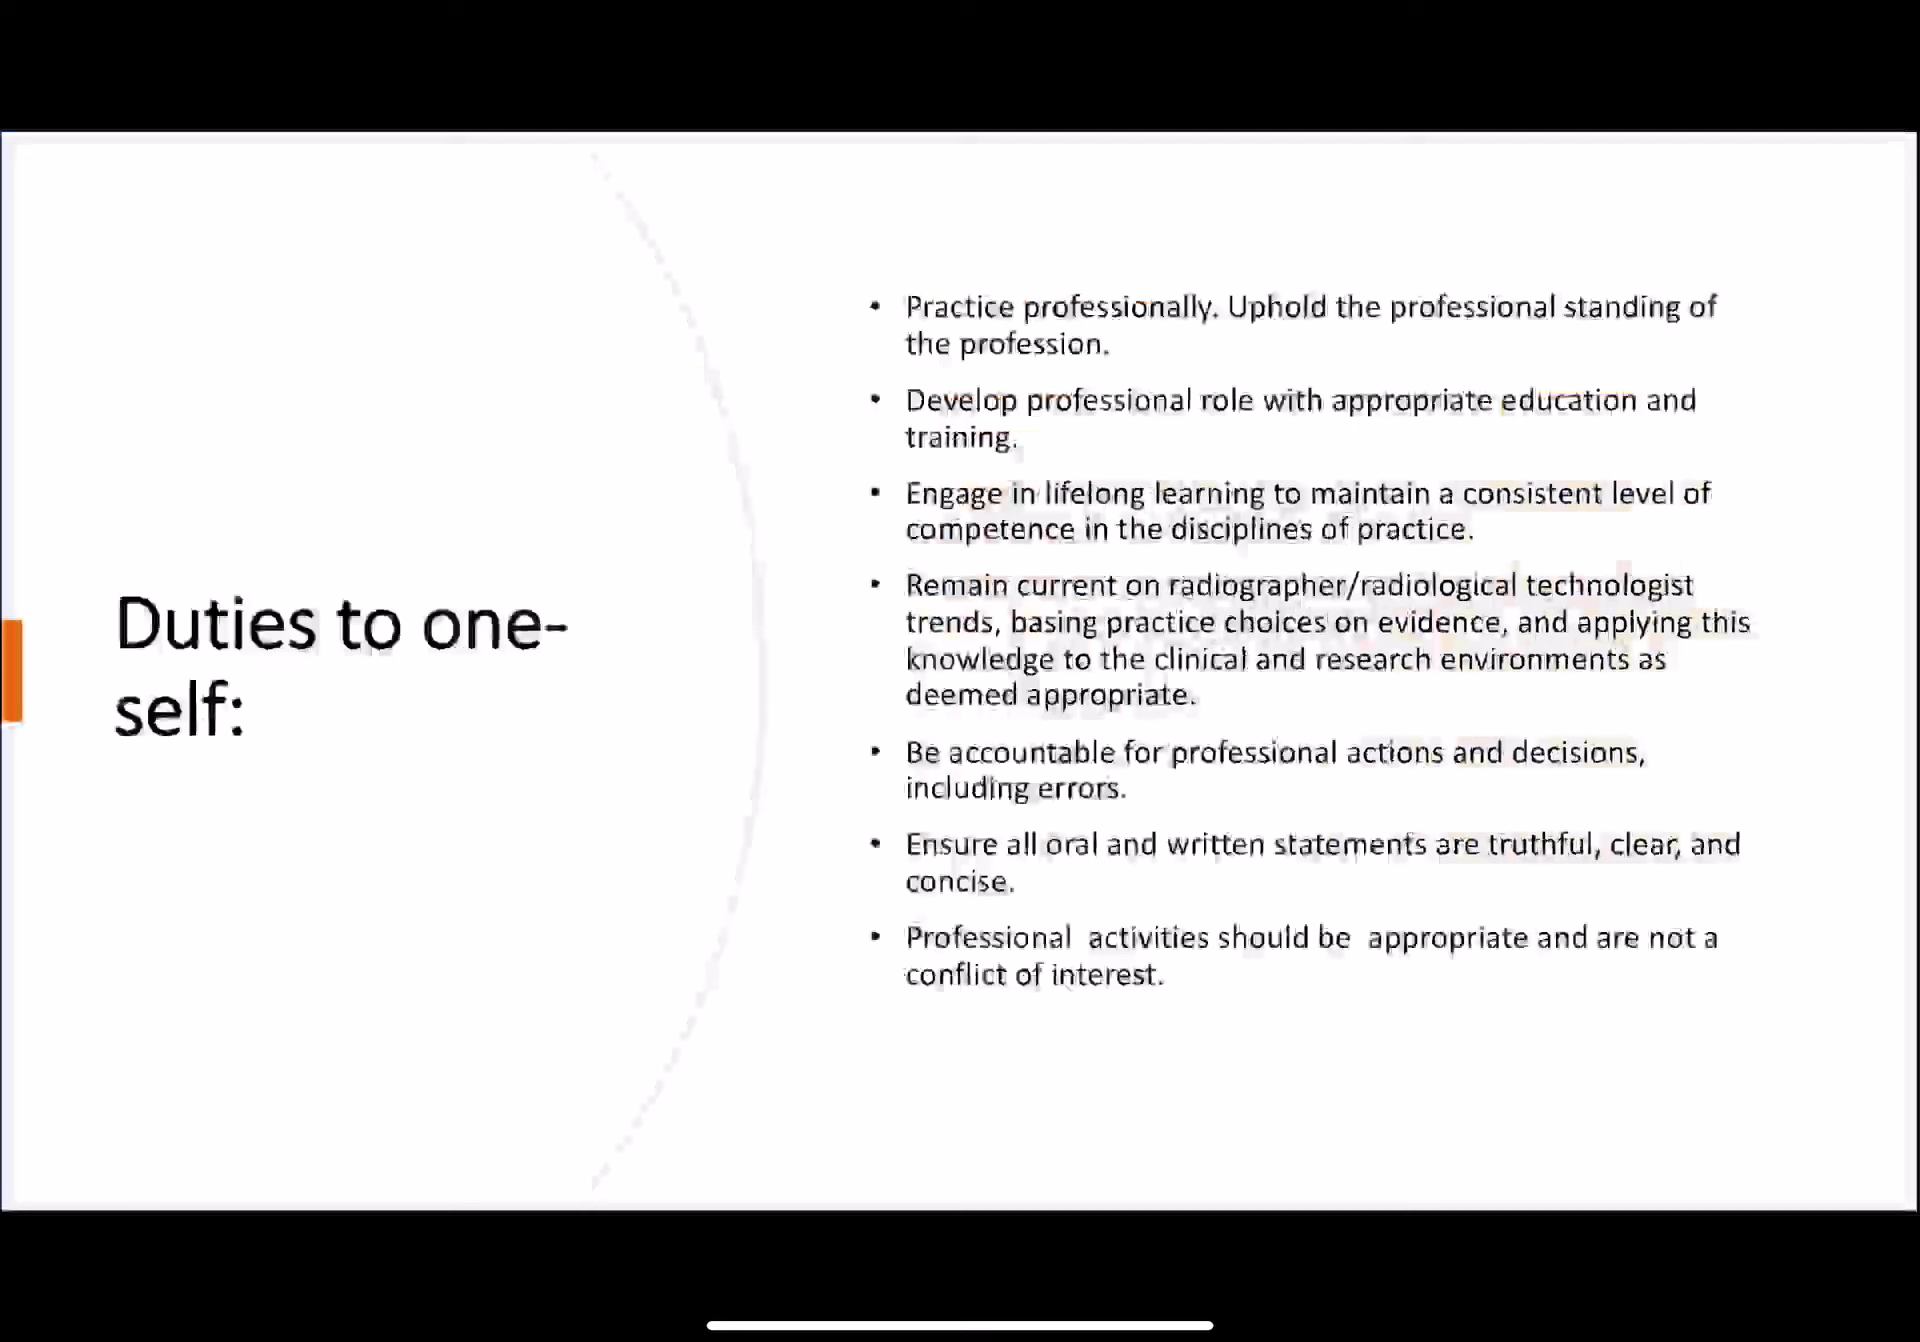 Duties to one-
self:
• Practice professionally. Uphold the professional standing of
the profession.
• Develop professional role with appropriate education and
training.
• Engage in lifelong learning to maintain a consistent level of
competence in the disciplines of practice.
• Remain current on radiographer/radiological technologist
trends, basing practice choices on evidence, and applying this
knowledge to the clinical and research environments as
deemed appropriate.
• Be accountable for professional actions and decisions,
including errors.
• Ensure all oral and written statements are truthful, clear, and
concise.
• Professional  activities should be  appropriate and are not a
conflict of interest.